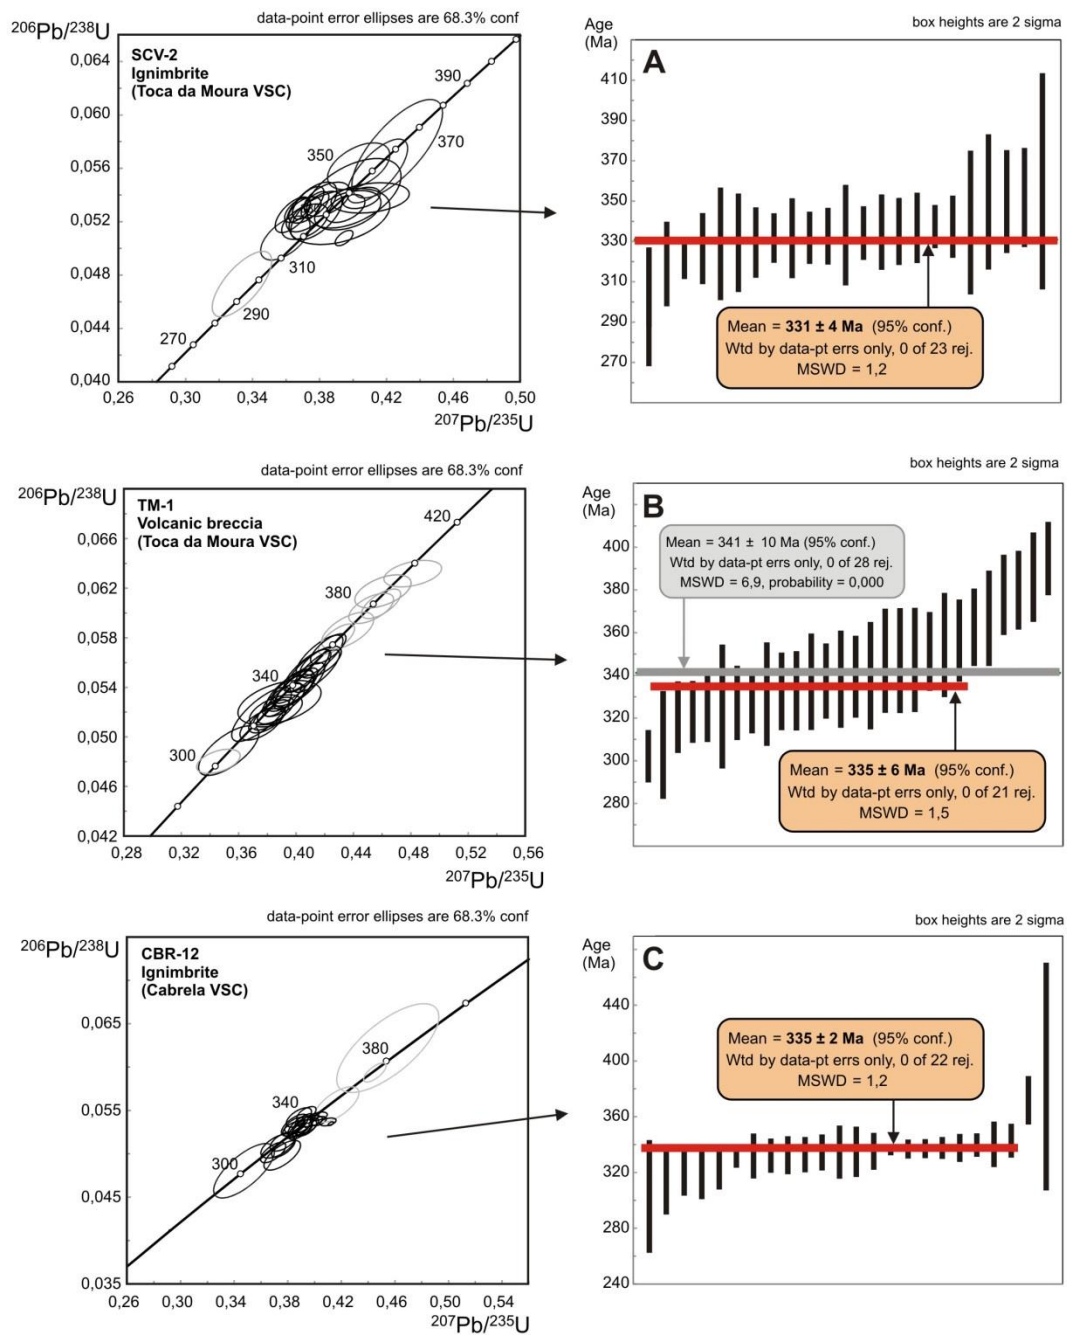 data-point error ellipses are 68.3% conf
206Pb/238U
SCV-2
Ignimbrite
(Toca da Moura VSC)
0,064
0,060
0,056
0,052
0,048
0,044
0,040
390
370
350
310
290
270
0,26 0,30 0,34 0,38 0,42 0,46 0,50
207Pb/235U
box heights are 2 sigma
Age
(Ma)
A
410
390
370
350
330
310
290
270
Mean = 331 ± 4 Ma (95% conf.)
Wtd by data-pt errs only, 0 of 23 rej.
MSWD = 1,2
data-point error ellipses are 68.3% conf
206Pb/238U
TM-1
Volcanic breccia
(Toca da Moura VSC)
0,066
0,062
0,058
0,054
0,050
0,046
0,042
420
380
340
300
0,28 0,32 0,36 0,40 0,44 0,48 0,52 0,56
207Pb/235U
box heights are 2 sigma
Age
(Ma)
B
400
380
360
340
320
300
280
Mean = 341 ± 10 Ma (95% conf.)
Wtd by data-pt errs only, 0 of 28 rej.
MSWD = 6,9, probability = 0,000
Mean = 335 ± 6 Ma (95% conf.)
Wtd by data-pt errs only, 0 of 21 rej.
MSWD = 1,5
data-point error ellipses are 68.3% conf
206Pb/238U
CBR-12
Ignimbrite
(Cabrela VSC)
0,065
0,055
0,045
0,035
380
340
300
0,26 0,30 0,34 0,38 0,42 0,46 0,50 0,54
207Pb/235U
box heights are 2 sigma
Age
(Ma)
C
440
400
360
320
280
240
Mean = 335 ± 2 Ma (95% conf.)
Wtd by data-pt errs only, 0 of 22 rej.
MSWD = 1,2